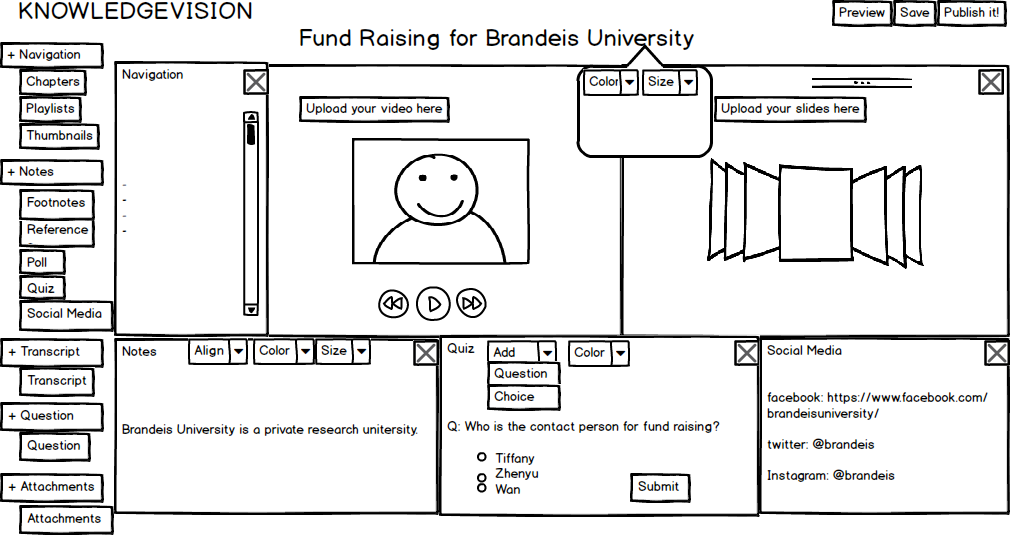 KNOWLEDGEVISION
Preview
Save
Publish it!
Fund Raising for Brandeis University
+ Navigation
Chapters
Playlists
Thumbnails
+ Notes
Footnotes
Reference
Poll
Quiz
Social Media
+ Transcript
Transcript
+ Question
Question
+ Attachments
Attachments
Navigation
-
-
-
-
Upload your video here
Color
Size
Upload your slides here
Notes
Align
Color
Size
Brandeis University is a private research unitersity.
Quiz
Add
Color
Question
Choice
Q: Who is the contact person for fund raising?
Tiffany
Zhenyu
Wan
Submit
Social Media
facebook: https://www.facebook.com/
brandeisuniversity/
twitter: @brandeis
Instagram: @brandeis